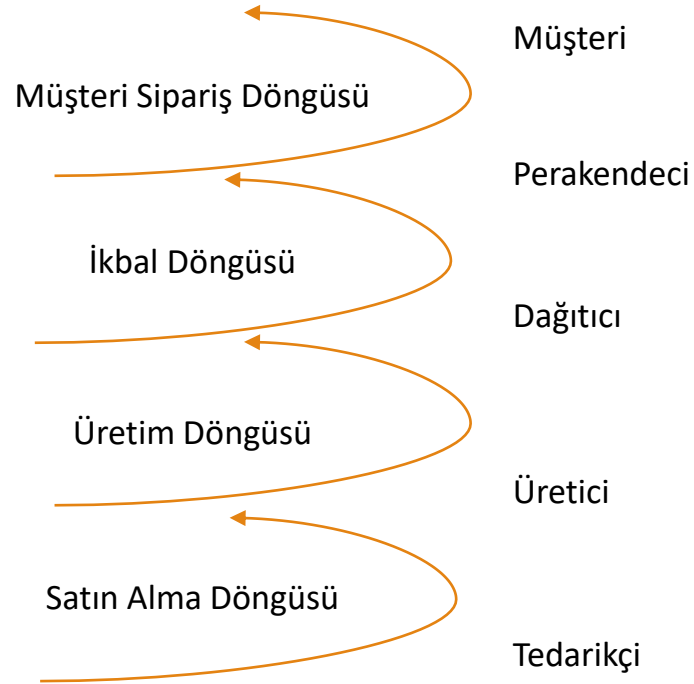 Müşteri
Müşteri Sipariş Döngüsü
Perakendeci
İkbal Döngüsü
Dağıtıcı
Üretim Döngüsü
Üretici
Satın Alma Döngüsü
Tedarikçi